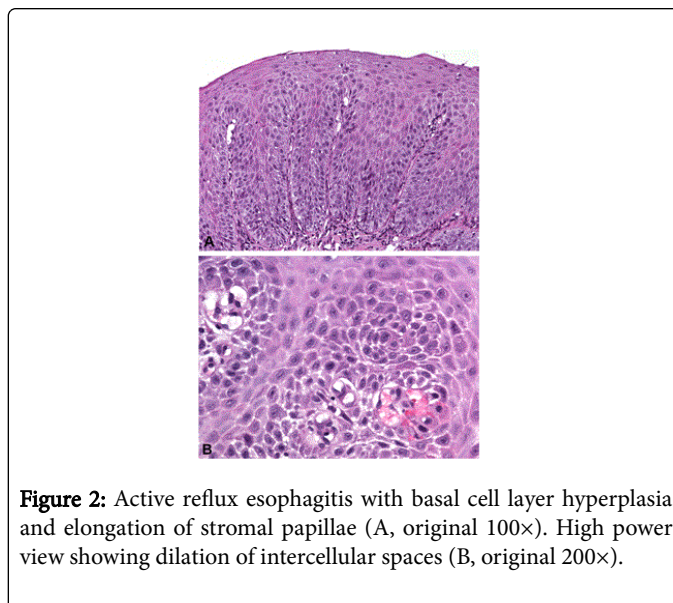 A
B
Figure 2: Active reflux esophagitis with basal cell layer hyperplasia
and elongation of stromal papillae (A, original 100×). High power
view showing dilation of intercellular spaces (B, original 200×).